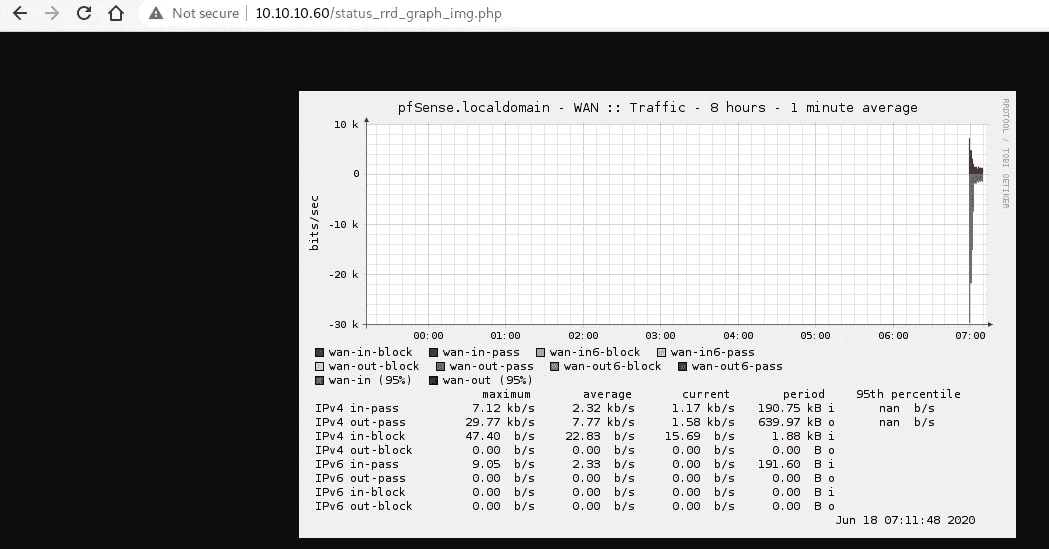 Not secure | 10.10.10.60/status_rrd_graph_img.php
pfSense.localdomain - WAN :: Traffic - 8 hours - 1 minute average
RRDTOOL / TOBI OETIKER
bits/sec
10 k
0
-10 k
-20 k
-30 k
00:00 01:00 02:00 03:00 04:00 05:00 06:00 07:00
wan-in-block wan-in-pass wan-in6-block wan-in6-pass
wan-out-block wan-out-pass wan-out6-block wan-out6-pass
wan-in (95%) wan-out (95%)
maximum average current period 95th percentile
IPv4 in-pass 7.12 kb/s 2.32 kb/s 1.17 kb/s 190.75 kB i nan b/s
IPv4 out-pass 29.77 kb/s 7.77 kb/s 1.58 kb/s 639.97 kB o nan b/s
IPv4 in-block 47.40 b/s 22.83 b/s 15.69 b/s 1.88 kB i
IPv4 out-block 0.00 b/s 0.00 b/s 0.00 b/s 0.00 B o
IPv6 in-pass 9.05 b/s 2.33 b/s 0.00 b/s 191.60 B i
IPv6 out-pass 0.00 b/s 0.00 b/s 0.00 b/s 0.00 B o
IPv6 in-block 0.00 b/s 0.00 b/s 0.00 b/s 0.00 B i
IPv6 out-block 0.00 b/s 0.00 b/s 0.00 b/s 0.00 B o
Jun 18 07:11:48 2020